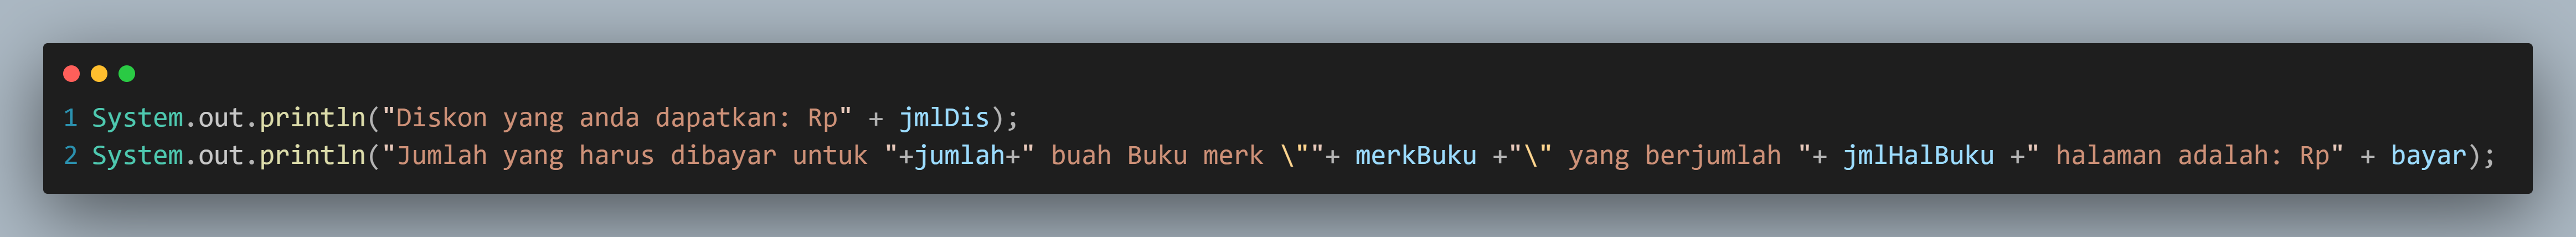 1 System.out.println("Diskon yang anda dapatkan: Rp" + jmlDis);
2 System.out.println("Jumlah yang harus dibayar untuk "+jumlah+" buah Buku merk \""+ merkBuku +"\" yang berjumlah "+ jmlHalBuku +" halaman adalah: Rp" + bayar);